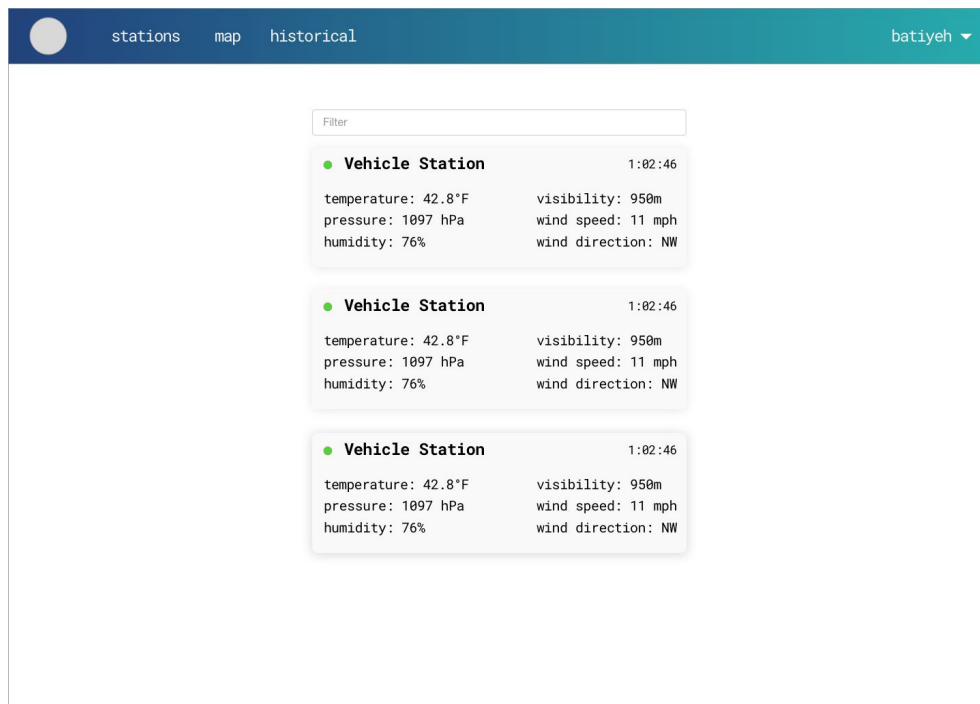 stations map historical batiyeh
Filter
Vehicle Station 1:02:46
temperature: 42.8°F visibility: 950m
pressure: 1097 hPa wind speed: 11 mph
humidity: 76% wind direction: NW
Vehicle Station 1:02:46
temperature: 42.8°F visibility: 950m
pressure: 1097 hPa wind speed: 11 mph
humidity: 76% wind direction: NW
Vehicle Station 1:02:46
temperature: 42.8°F visibility: 950m
pressure: 1097 hPa wind speed: 11 mph
humidity: 76% wind direction: NW